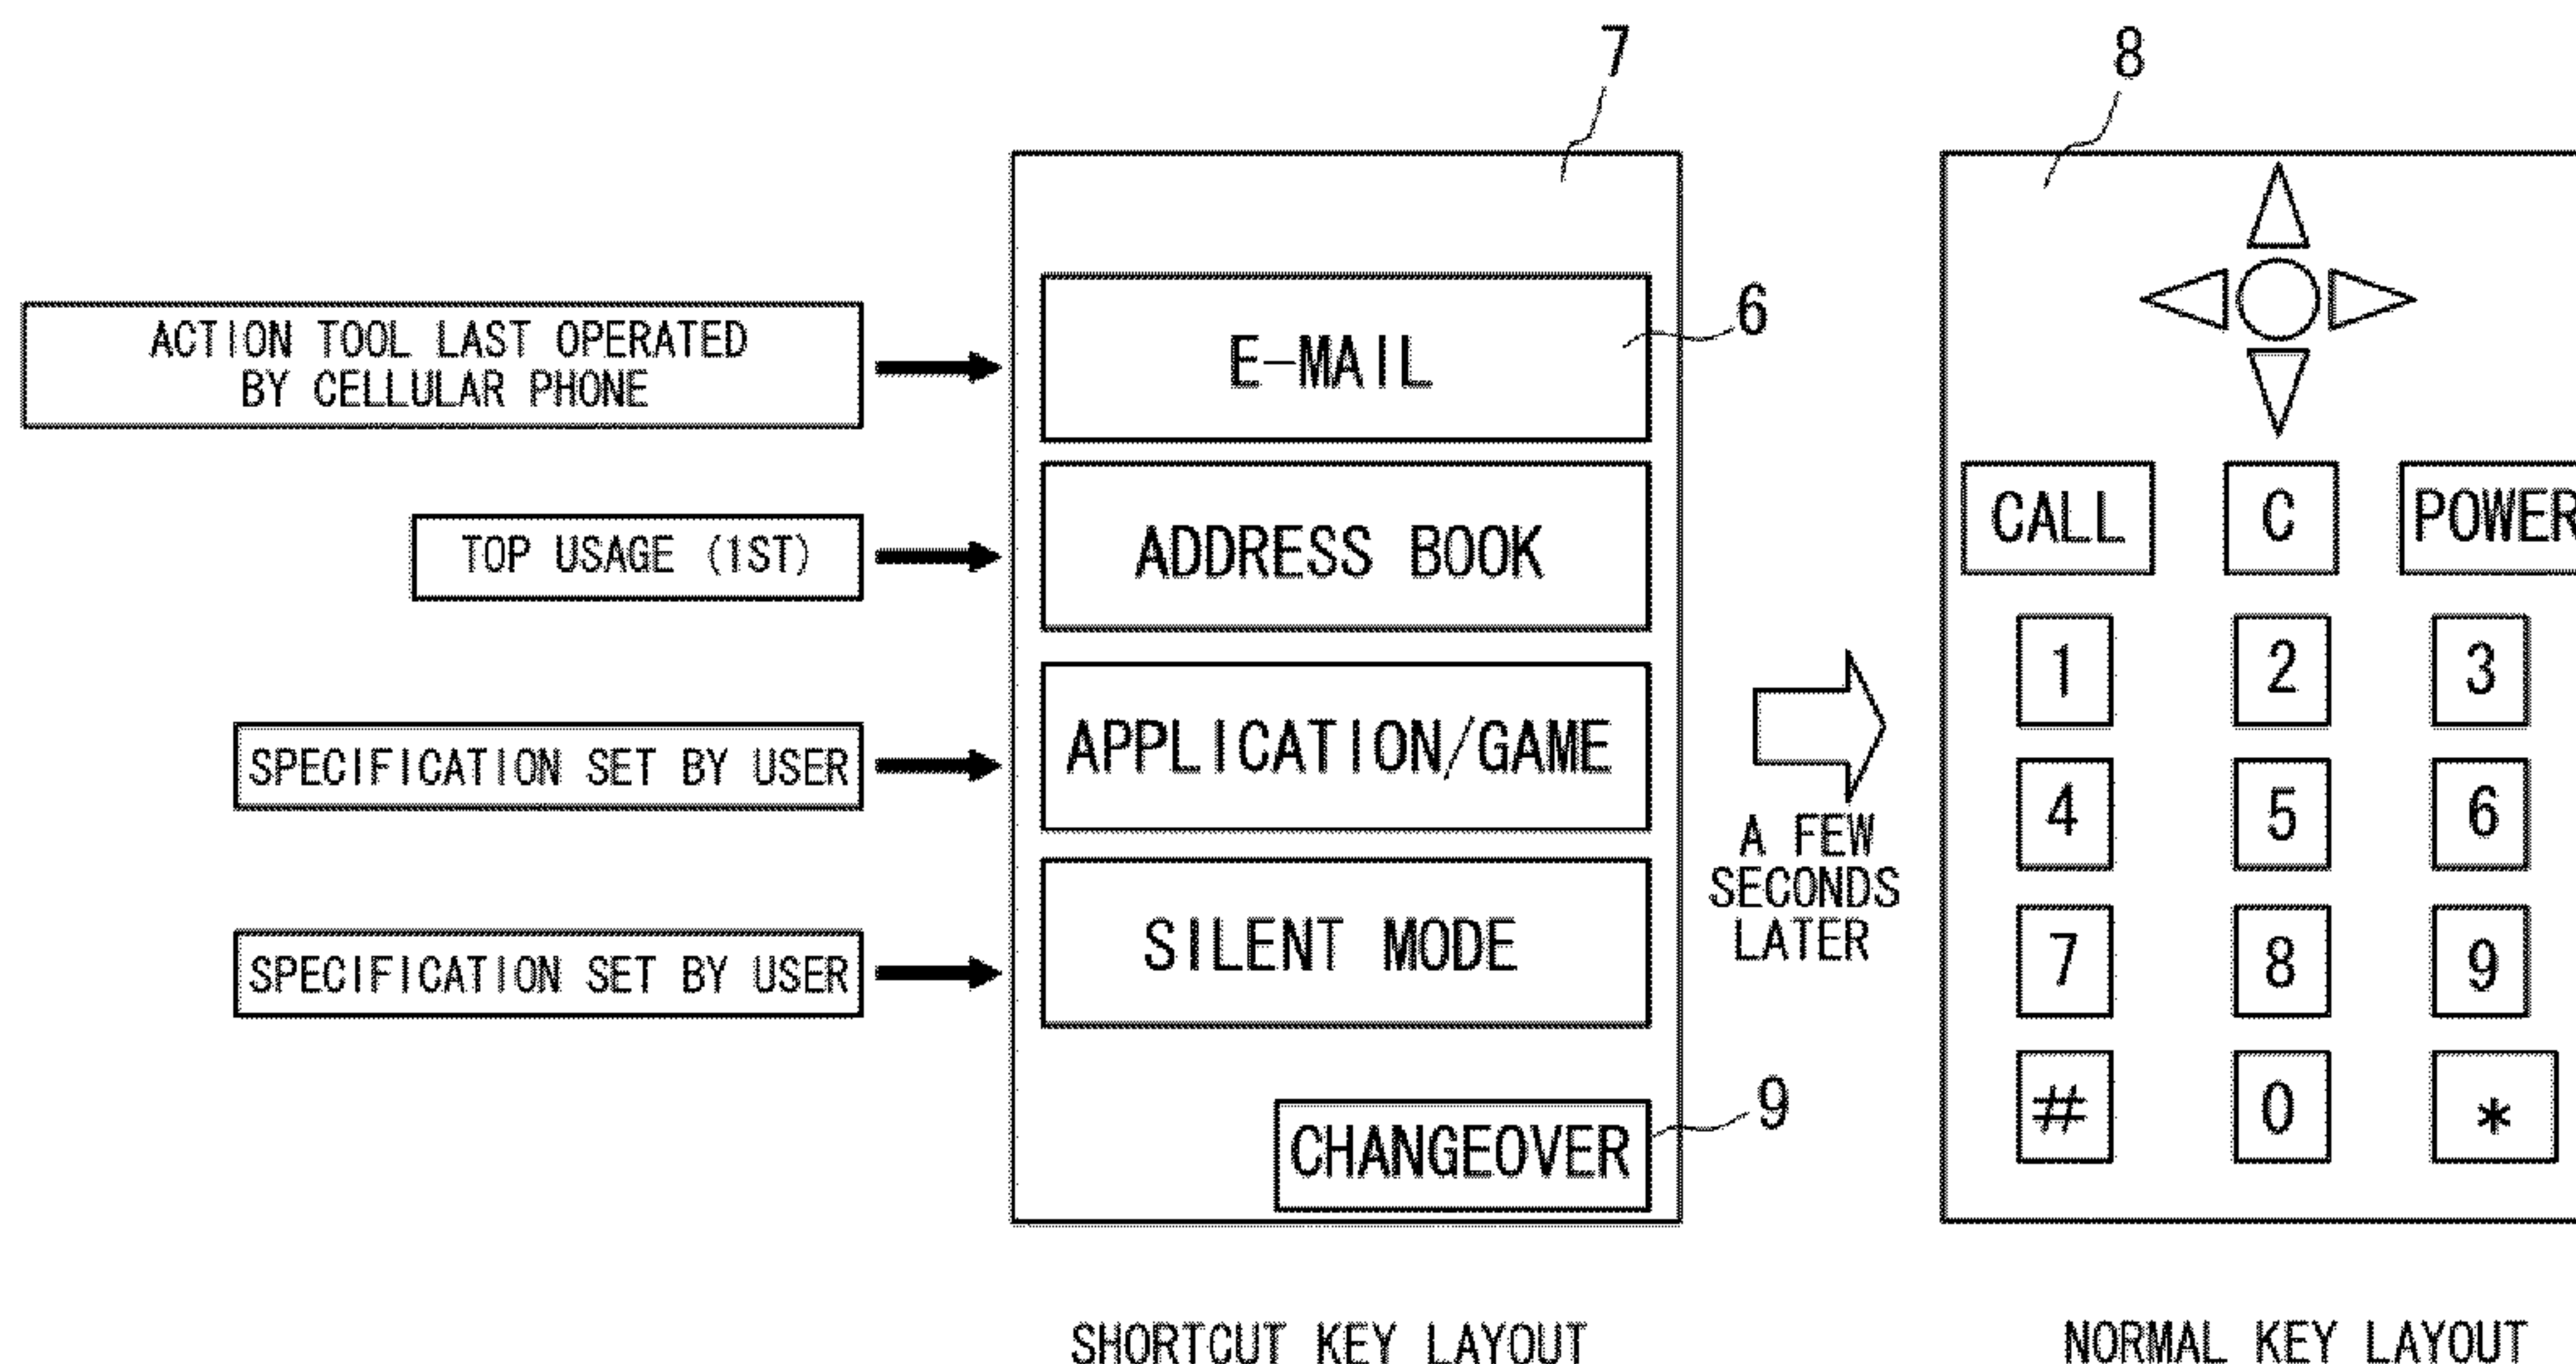 7
8
ACTION TOOL LAST OPERATED
BY CELLULAR PHONE
E-MAIL
6
TOP USAGE (1ST)
ADDRESS BOOK
SPECIFICATION SET BY USER
APPLICATION/GAME
SPECIFICATION SET BY USER
SILENT MODE
CHANGEOVER
9
SHORTCUT KEY LAYOUT
A FEW
SECONDS
LATER
CALL C POWER
1 2 3
4 5 6
7 8 9
# 0 *
NORMAL KEY LAYOUT